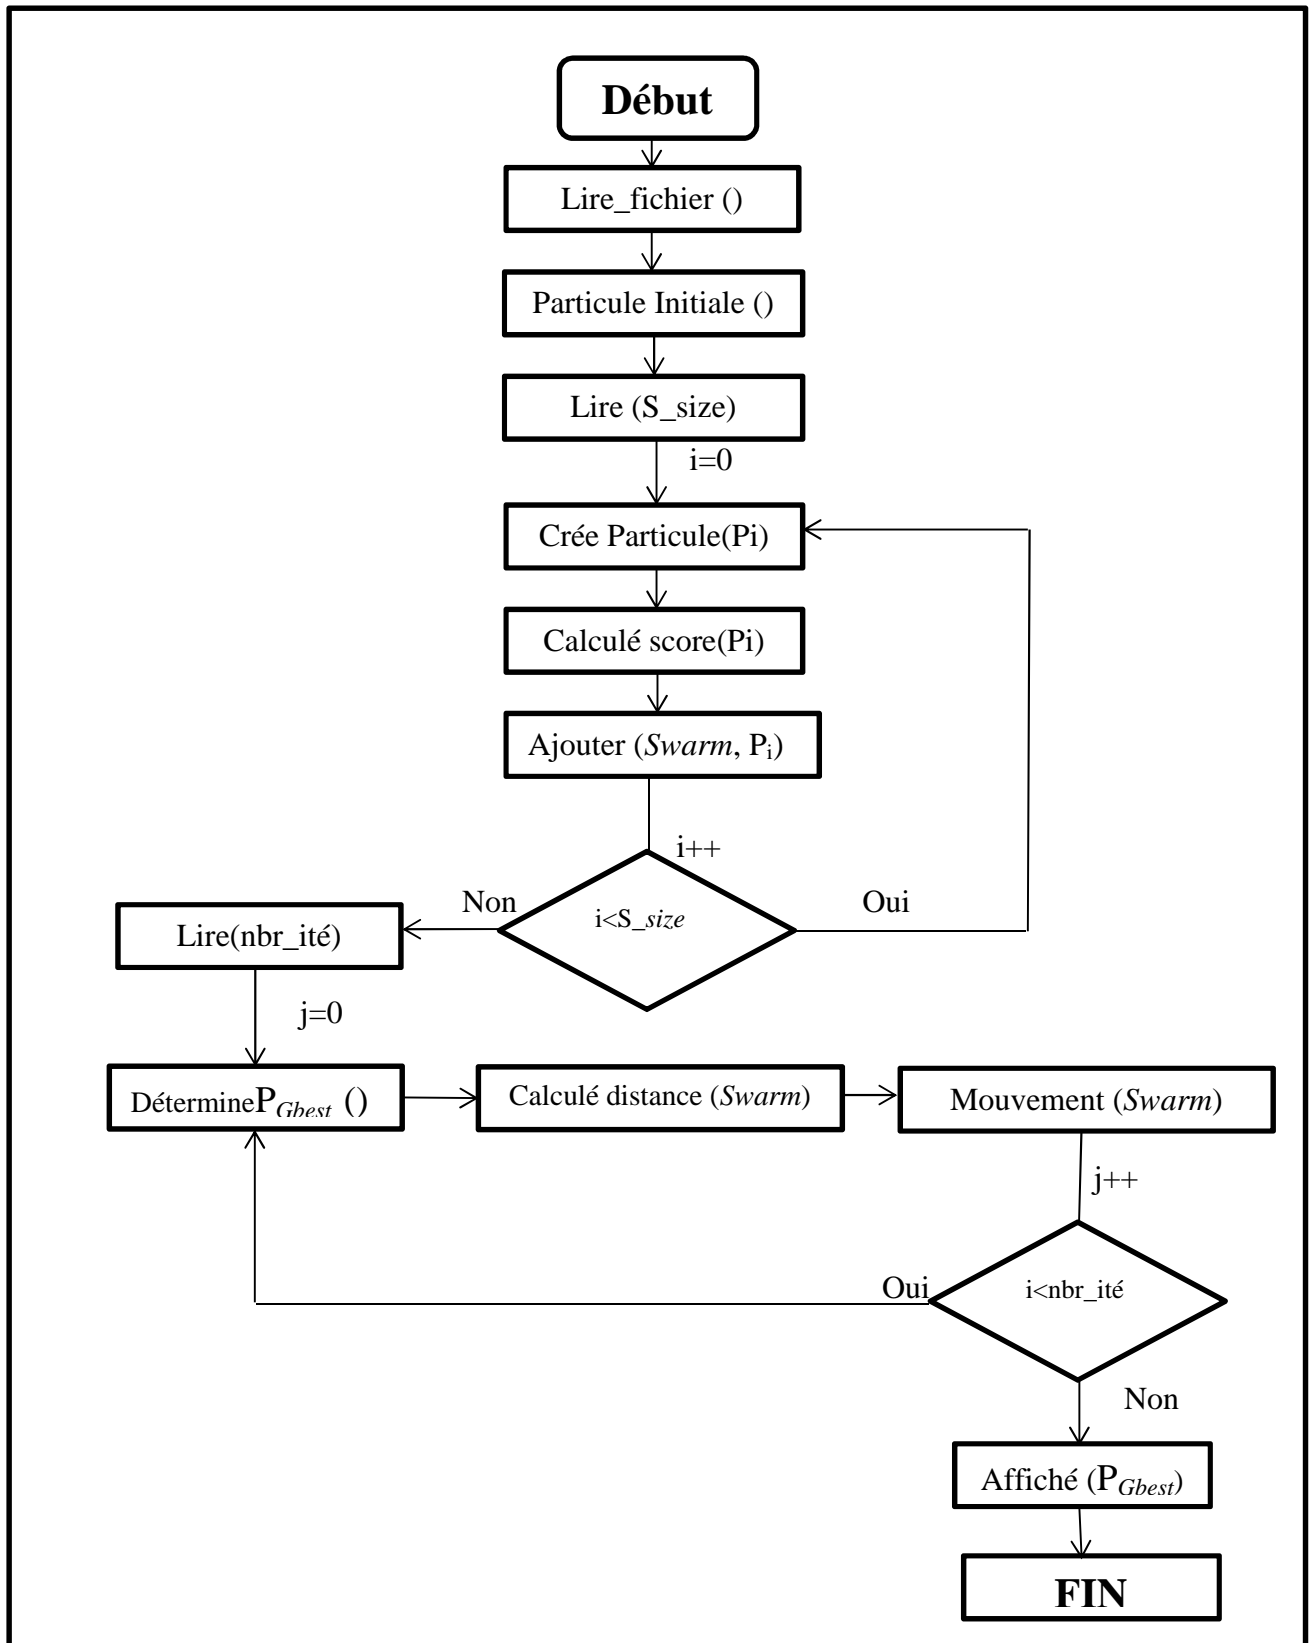 Début
Lire_fichier ()
Particule Initiale ()
Lire (S_size)
i=0
Crée Particule(Pi)
Calculé score(Pi)
Ajouter (Swarm, Pi)
i++
Non
i<S_size
Oui
Lire(nbr_ité)
j=0
DéterminePGbest ()
Calculé distance (Swarm)
Mouvement (Swarm)
j++
Oui
i<nbr_ité
Non
Affiché (PGbest)
FIN